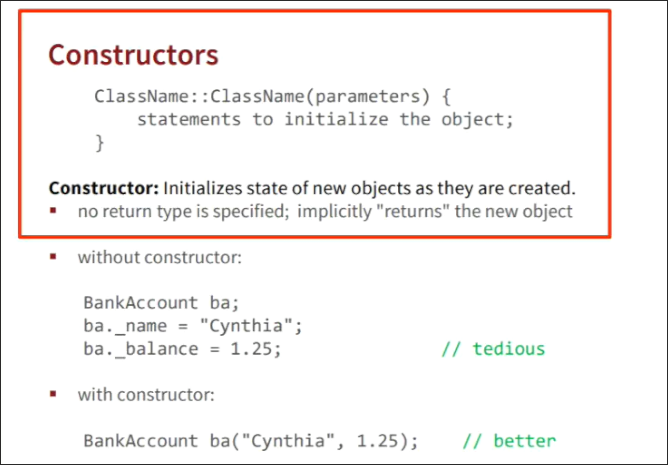 Constructors
ClassName::ClassName(parameters) {
statements to initialize the object;
}
Constructor: Initializes state of new objects as they are created.
▪ no return type is specified; implicitly "returns" the new object
▪ without constructor:
BankAccount ba;
ba._name = "Cynthia";
ba._balance = 1.25; // tedious
▪ with constructor:
BankAccount ba("Cynthia", 1.25); // better